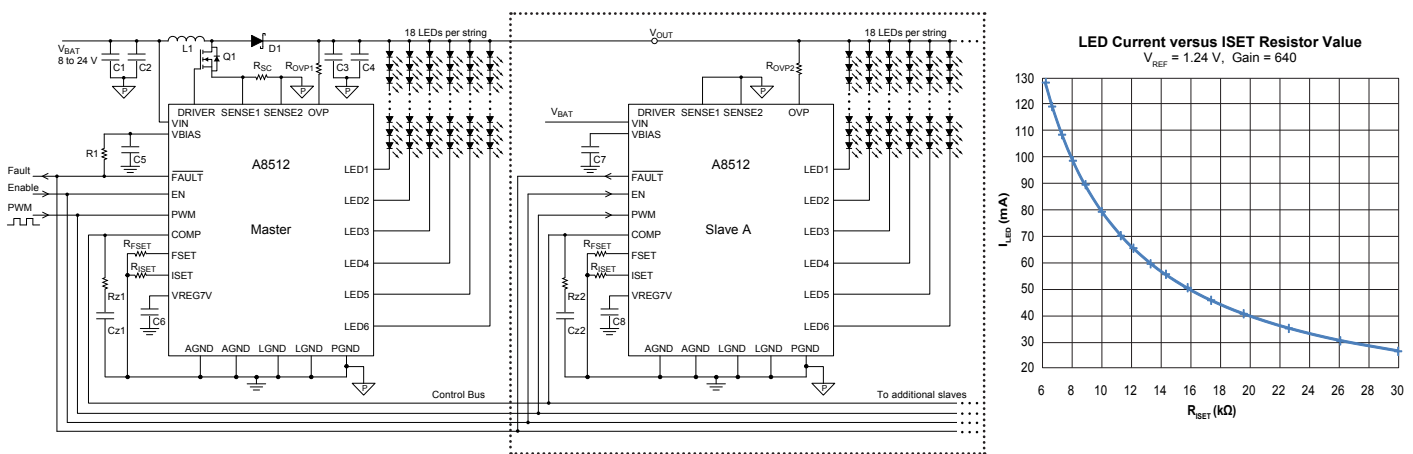 18 LEDs per string
V_OUT
18 LEDs per string
V_BAT
8 to 24 V
C1
C2
L1
Q1
D1
R_SC
R_OVP1
C3
C4
P
P
P
DRIVER SENSE1 SENSE2 OVP
VIN
VBIAS
R1
C5
A8512
Fault
FAULT
Enable
EN
PWM
PWM
COMP
Master
R_FSET
FSET
R_ISET
ISET
VREG7V
Rz1
Cz1
C6
LED1
LED2
LED3
LED4
LED5
LED6
AGND AGND LGND LGND PGND
P
Control Bus
R_OVP2
P
DRIVER SENSE1 SENSE2 OVP
V_BAT
VIN
VBIAS
C7
A8512
FAULT
EN
PWM
COMP
Slave A
R_FSET
FSET
R_ISET
ISET
VREG7V
Rz2
Cz2
C8
LED1
LED2
LED3
LED4
LED5
LED6
AGND AGND LGND LGND PGND
P
To additional slaves
LED Current versus ISET Resistor Value
V_REF = 1.24 V, Gain = 640
I_LED (mA)
130
120
110
100
90
80
70
60
50
40
30
20
6 8 10 12 14 16 18 20 22 24 26 28 30
R_ISET (kΩ)